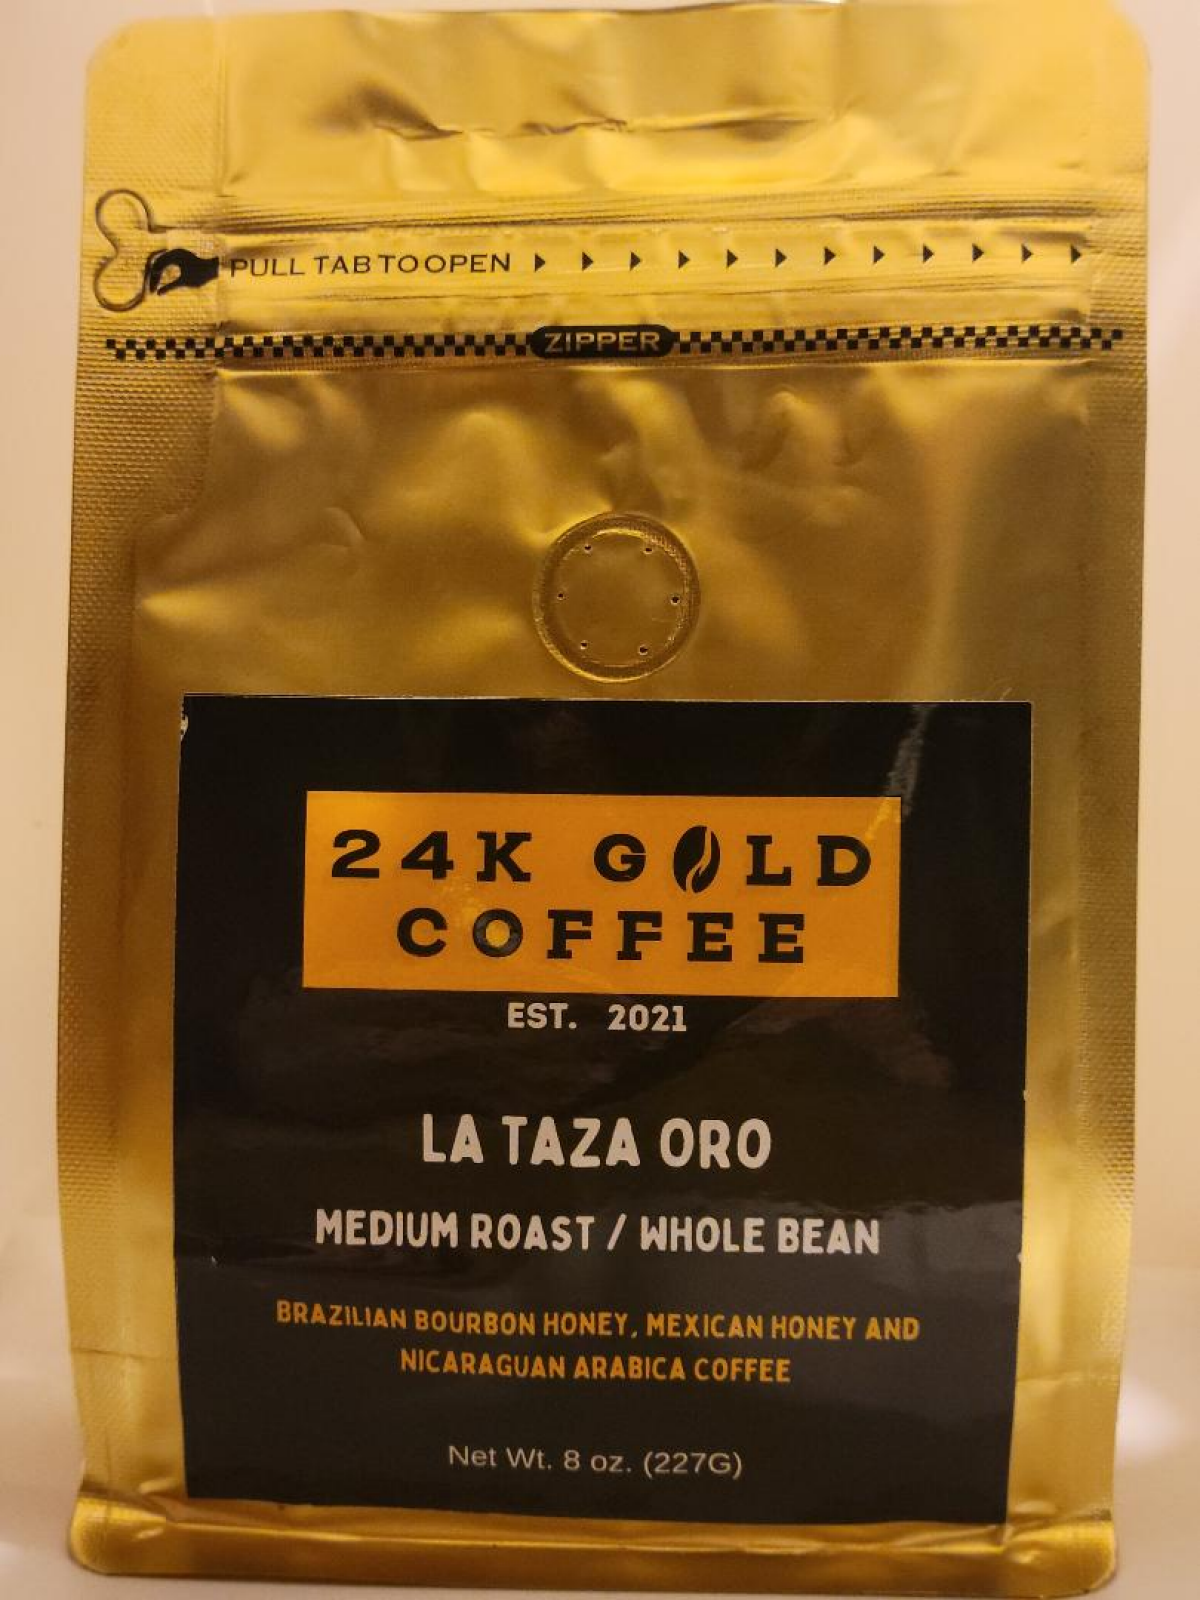 PULL TAB TO OPEN
ZIPPER
24K GOLD
COFFEE
EST. 2021
LA TAZA ORO
MEDIUM ROAST / WHOLE BEAN
BRAZILIAN BOURBON HONEY, MEXICAN HONEY AND
NICARAGUAN ARABICA COFFEE
Net Wt. 8 oz. (227G)